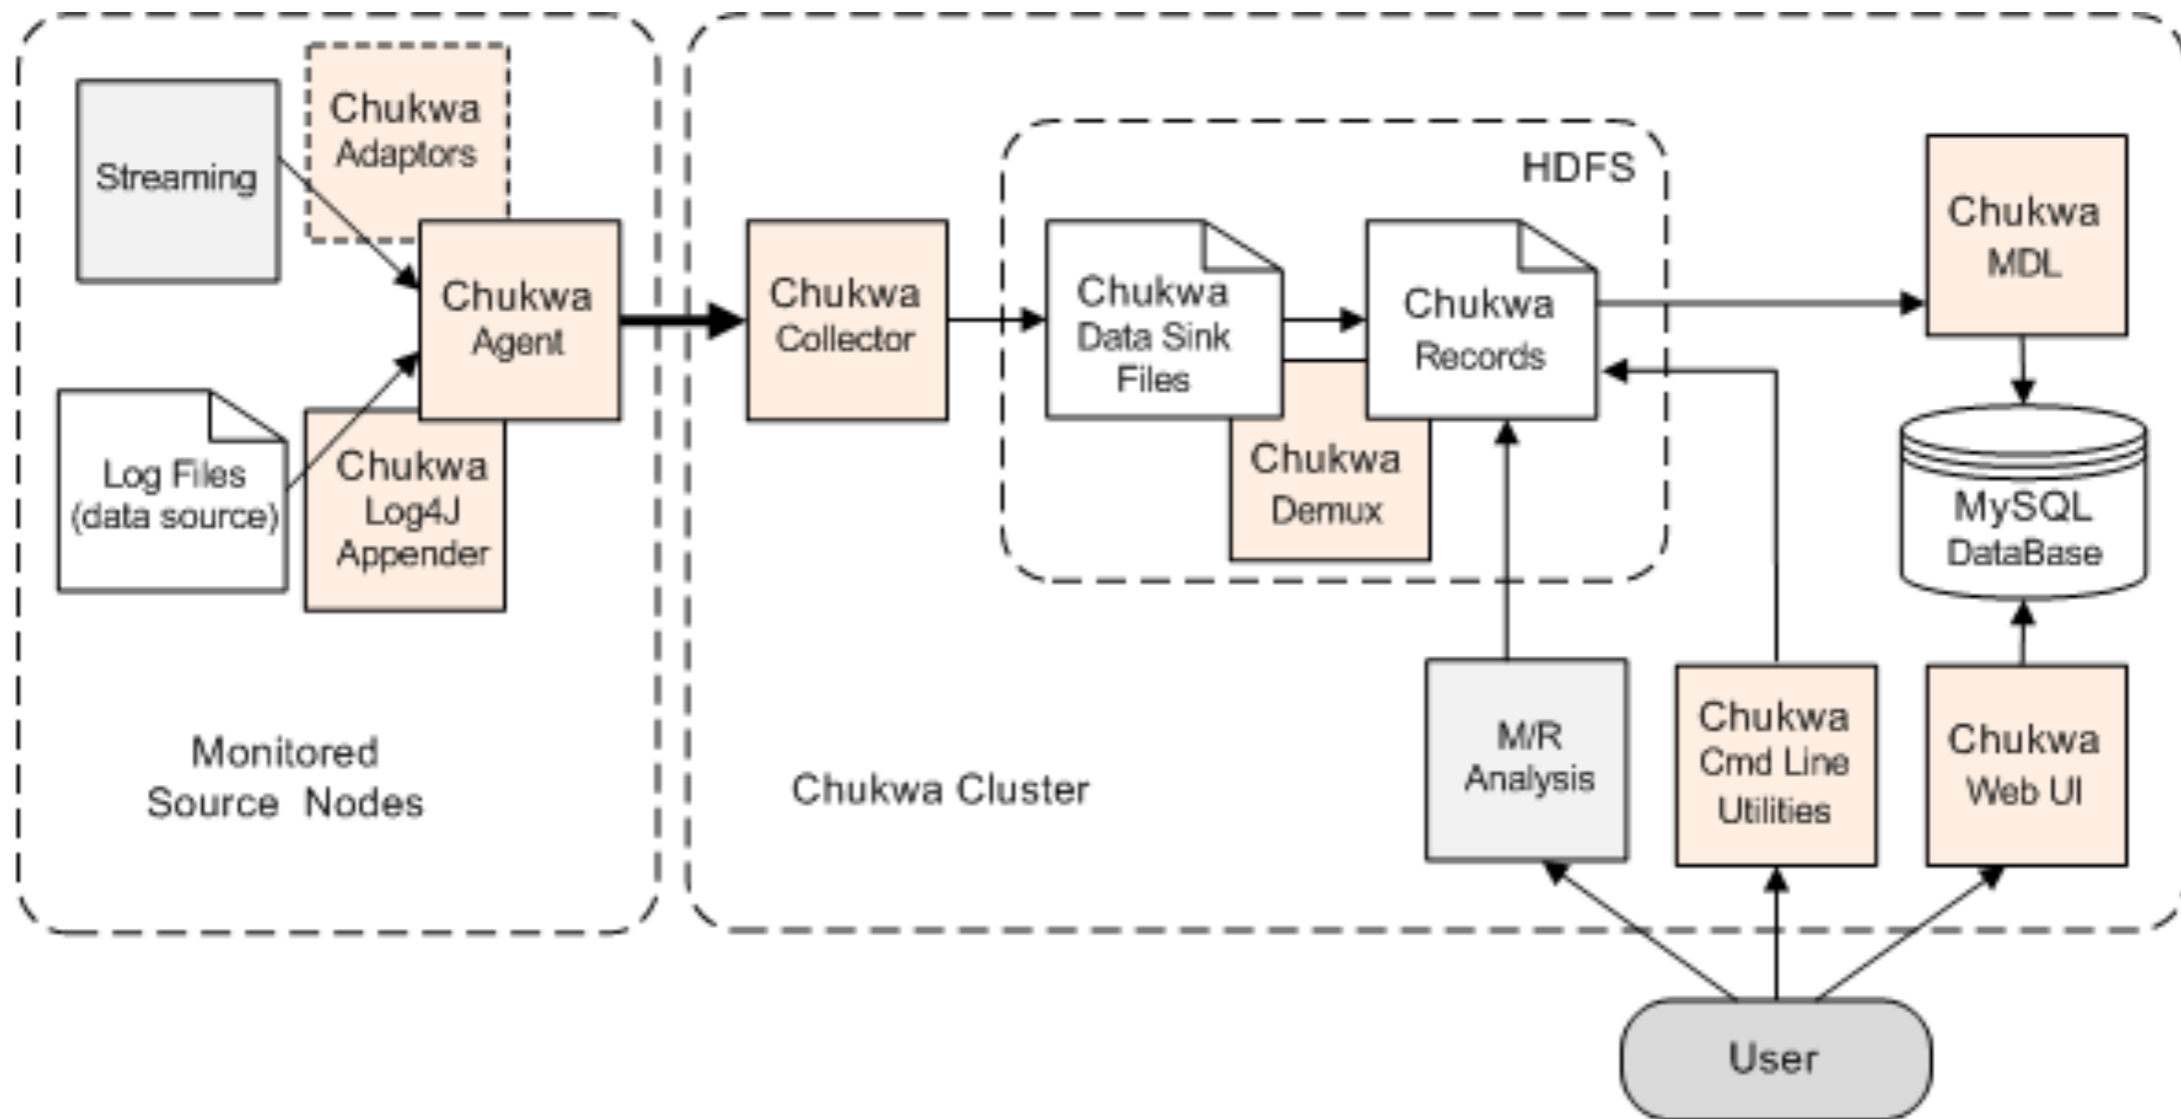 Chukwa
Adaptors
Streaming
Chukwa
Agent
Log Files
(data source)
Chukwa
Log4J
Appender
Monitored
Source Nodes
Chukwa
Collector
HDFS
Chukwa
Data Sink
Files
Chukwa
Records
Chukwa
Demux
Chukwa
MDL
MySQL
DataBase
Chukwa Cluster
M/R
Analysis
Chukwa
Cmd Line
Utilities
Chukwa
Web UI
User